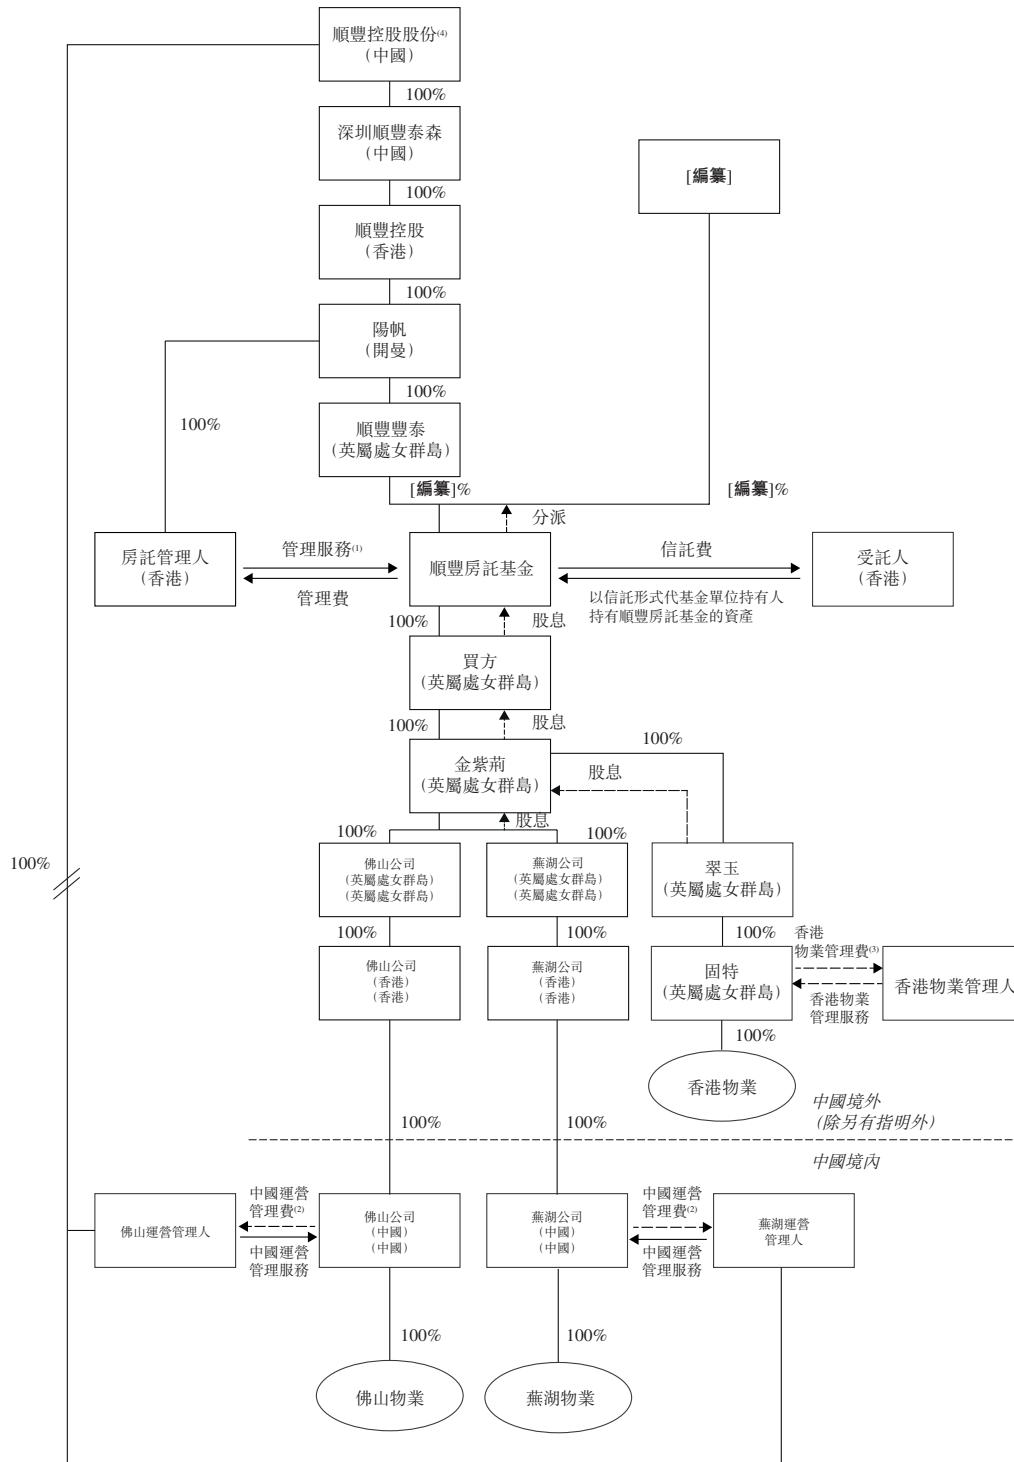 順豐控股股份(4)
(中國)
100%
深圳順豐泰森
(中國)
[編纂]
100%
順豐控股
(香港)
100%
陽帆
(開曼)
100%
100%
順豐豐泰
(英屬處女群島)
[編纂]%
[編纂]%
分派
房託管理人
(香港)
管理服務(1)
管理費
順豐房託基金
信託費
以信託形式代基金單位持有人
持有順豐房託基金的資產
受託人
(香港)
100%
股息
買方
(英屬處女群島)
100%
股息
100%
金紫荊
(英屬處女群島)
股息
100%
股息
100%
100%
佛山公司
(英屬處女群島)
(英屬處女群島)
蕪湖公司
(英屬處女群島)
(英屬處女群島)
翠玉
(英屬處女群島)
100%
100%
100%
香港
物業管理費(3)
佛山公司
(香港)
(香港)
蕪湖公司
(香港)
(香港)
固特
(英屬處女群島)
香港物業
管理服務
香港物業管理人
100%
香港物業
100%
100%
中國境外
(除另有指明外)
中國境內
佛山運營管理人
中國運營
管理費(2)
中國運營
管理服務
佛山公司
(中國)
(中國)
蕪湖公司
(中國)
(中國)
中國運營
管理費(2)
中國運營
管理服務
蕪湖運營
管理人
100%
100%
佛山物業
蕪湖物業